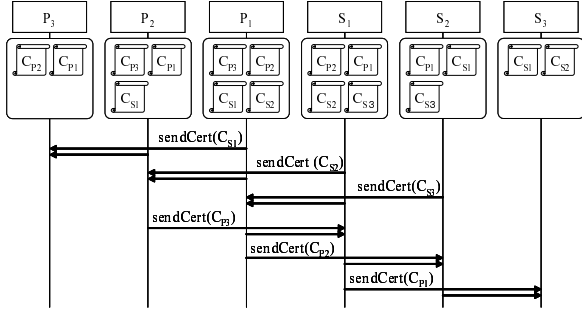 P3 P2 P1 S1 S2 S3
CP2 CP1 CP3 CP1 CP3 CP2 CP2 CP1 CP1 CS1 CS1 CS2
CS1 CS1 CS2 CS2 CS3 CS3
sendCert(CS1)
sendCert (CS2)
sendCert(CS3)
sendCert(CP3)
sendCert(CP2)
sendCert(CP1)